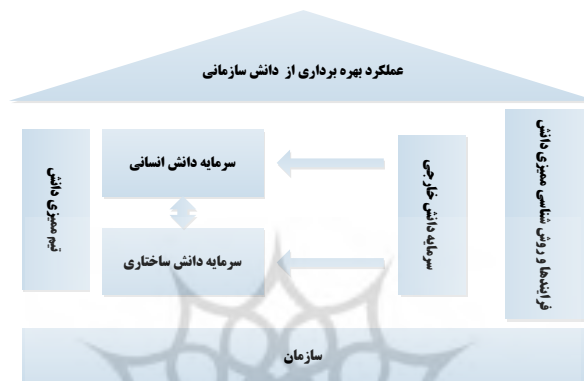 عملکرد بهره برداری از دانش سازمانی
فرایندها و روش شناسی ممیزی دانش
سرمایه دانش خارجی
سرمایه دانش انسانی
سرمایه دانش ساختاری
تیم ممیزی دانش
سازمان